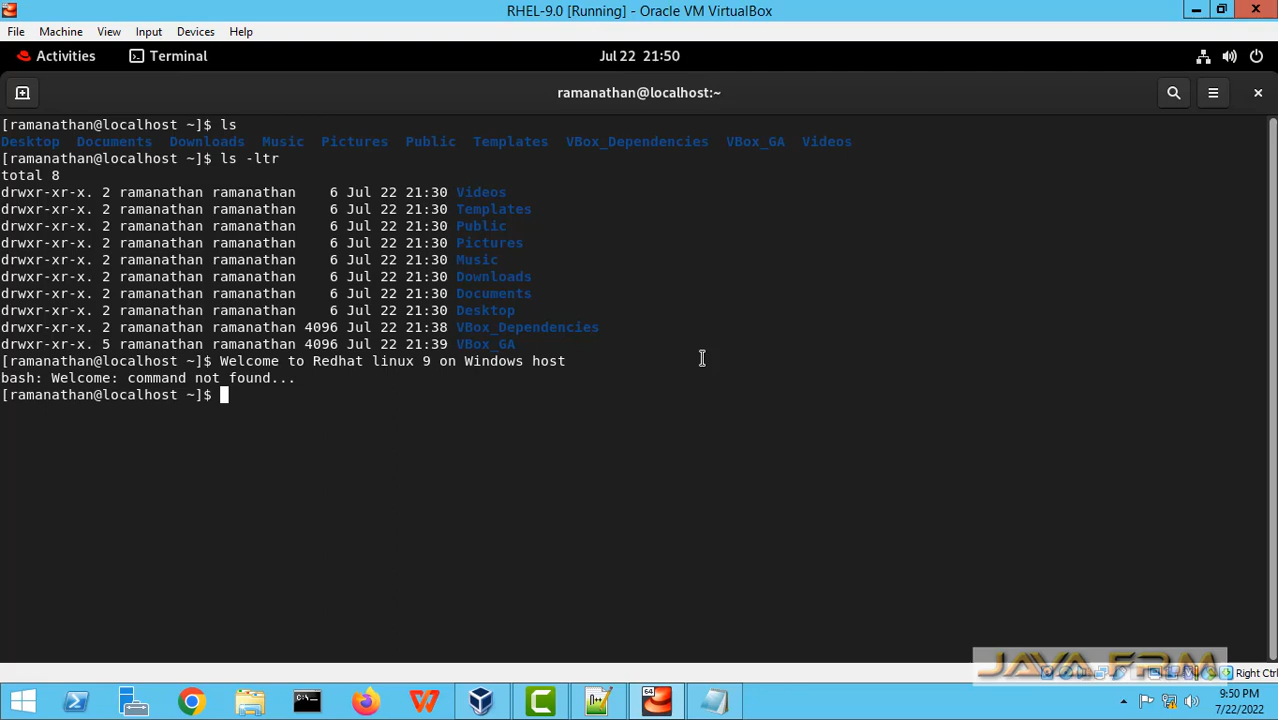 RHEL-9.0 [Running] - Oracle VM VirtualBox
File Machine View Input Devices Help
Activities Terminal Jul 22 21:50
ramanathan@localhost:~
[ramanathan@localhost ~]$ ls
Desktop Documents Downloads Music Pictures Public Templates VBox_Dependencies VBox_GA Videos
[ramanathan@localhost ~]$ ls -ltr
total 8
drwxr-xr-x. 2 ramanathan ramanathan 6 Jul 22 21:30 Videos
drwxr-xr-x. 2 ramanathan ramanathan 6 Jul 22 21:30 Templates
drwxr-xr-x. 2 ramanathan ramanathan 6 Jul 22 21:30 Public
drwxr-xr-x. 2 ramanathan ramanathan 6 Jul 22 21:30 Pictures
drwxr-xr-x. 2 ramanathan ramanathan 6 Jul 22 21:30 Music
drwxr-xr-x. 2 ramanathan ramanathan 6 Jul 22 21:30 Downloads
drwxr-xr-x. 2 ramanathan ramanathan 6 Jul 22 21:30 Documents
drwxr-xr-x. 2 ramanathan ramanathan 6 Jul 22 21:30 Desktop
drwxr-xr-x. 2 ramanathan ramanathan 4096 Jul 22 21:38 VBox_Dependencies
drwxr-xr-x. 5 ramanathan ramanathan 4096 Jul 22 21:39 VBox_GA
[ramanathan@localhost ~]$ Welcome to Redhat linux 9 on Windows host
bash: Welcome: command not found...
[ramanathan@localhost ~]$
Right Ctrl
64
9:50 PM
7/22/2022